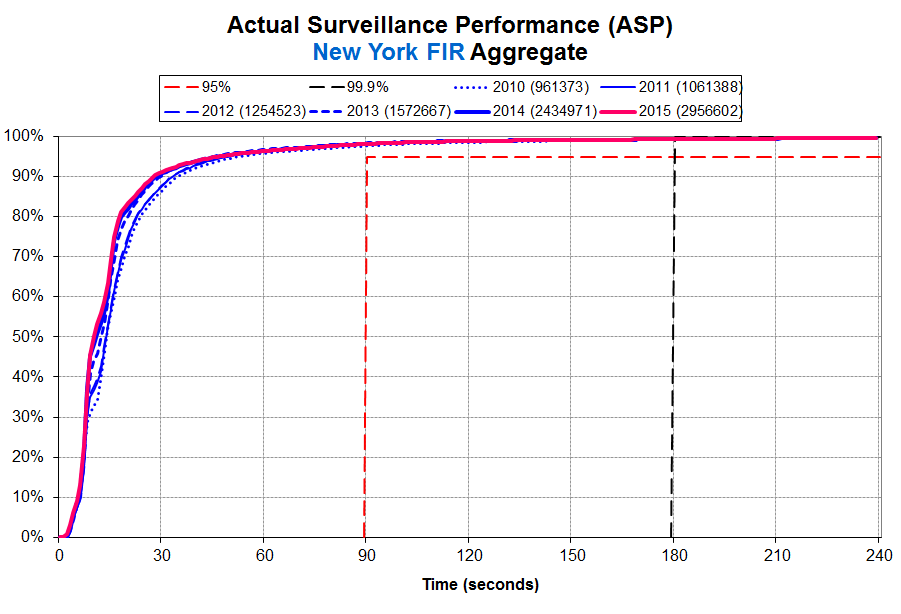 Actual Surveillance Performance (ASP)
New York FIR Aggregate
95% 99.9% 2010 (961373) 2011 (1061388)
2012 (1254523) 2013 (1572667) 2014 (2434971) 2015 (2956602)
100%
90%
80%
70%
60%
50%
40%
30%
20%
10%
0%
0 30 60 90 120 150 180 210 240
Time (seconds)